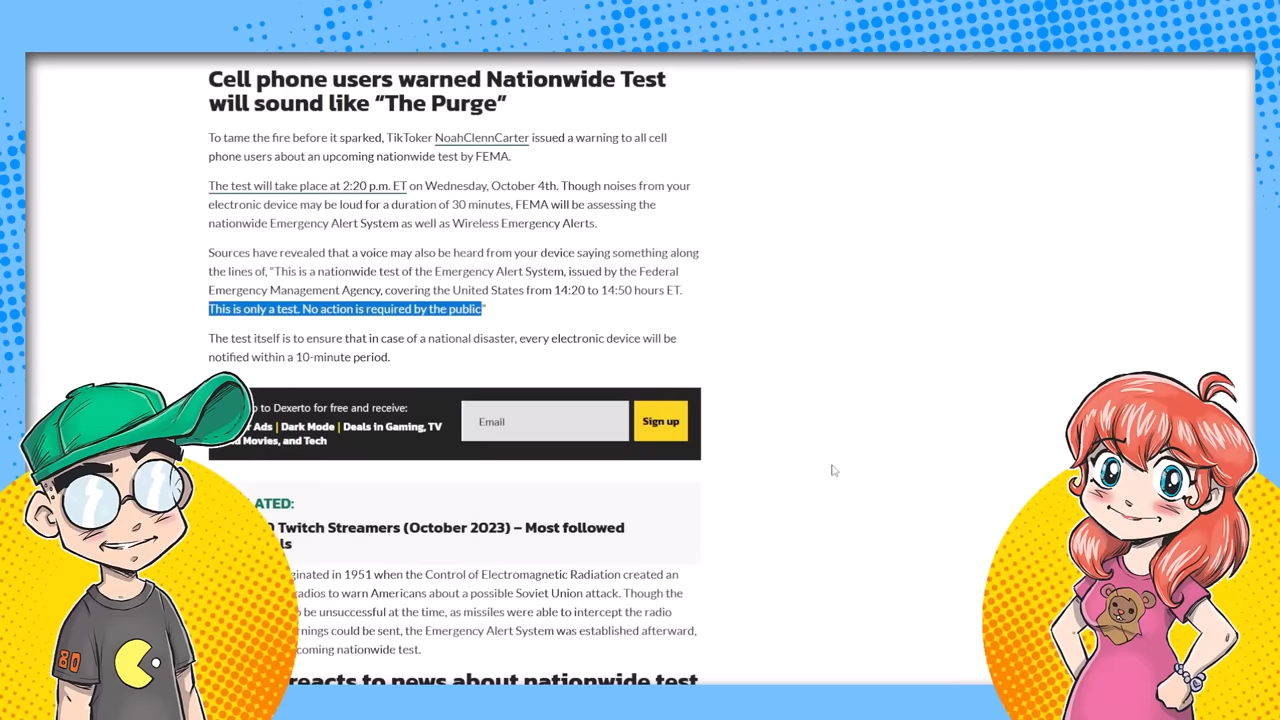 Cell phone users warned Nationwide Test
will sound like “The Purge”
To tame the fire before it sparked, TikToker NoahClennCarter issued a warning to all cell
phone users about an upcoming nationwide test by FEMA.
The test will take place at 2:20 p.m. ET on Wednesday, October 4th. Though noises from your
electronic device may be loud for a duration of 30 minutes, FEMA will be assessing the
nationwide Emergency Alert System as well as Wireless Emergency Alerts.
Sources have revealed that a voice may also be heard from your device saying something along
the lines of, “This is a nationwide test of the Emergency Alert System, issued by the Federal
Emergency Management Agency, covering the United States from 14:20 to 14:50 hours ET.
This is only a test. No action is required by the public”
The test itself is to ensure that in case of a national disaster, every electronic device will be
notified within a 10-minute period.
to Dexerto for free and receive:
Ads | Dark Mode | Deals in Gaming, TV
Movies, and Tech
Email
Sign up
ATED:
Twitch Streamers (October 2023) – Most followed
ls
ginated in 1951 when the Control of Electromagnetic Radiation created an
radios to warn Americans about a possible Soviet Union attack. Though the
be unsuccessful at the time, as missiles were able to intercept the radio
rnings could be sent, the Emergency Alert System was established afterward,
coming nationwide test.
reacts to news about nationwide test
80